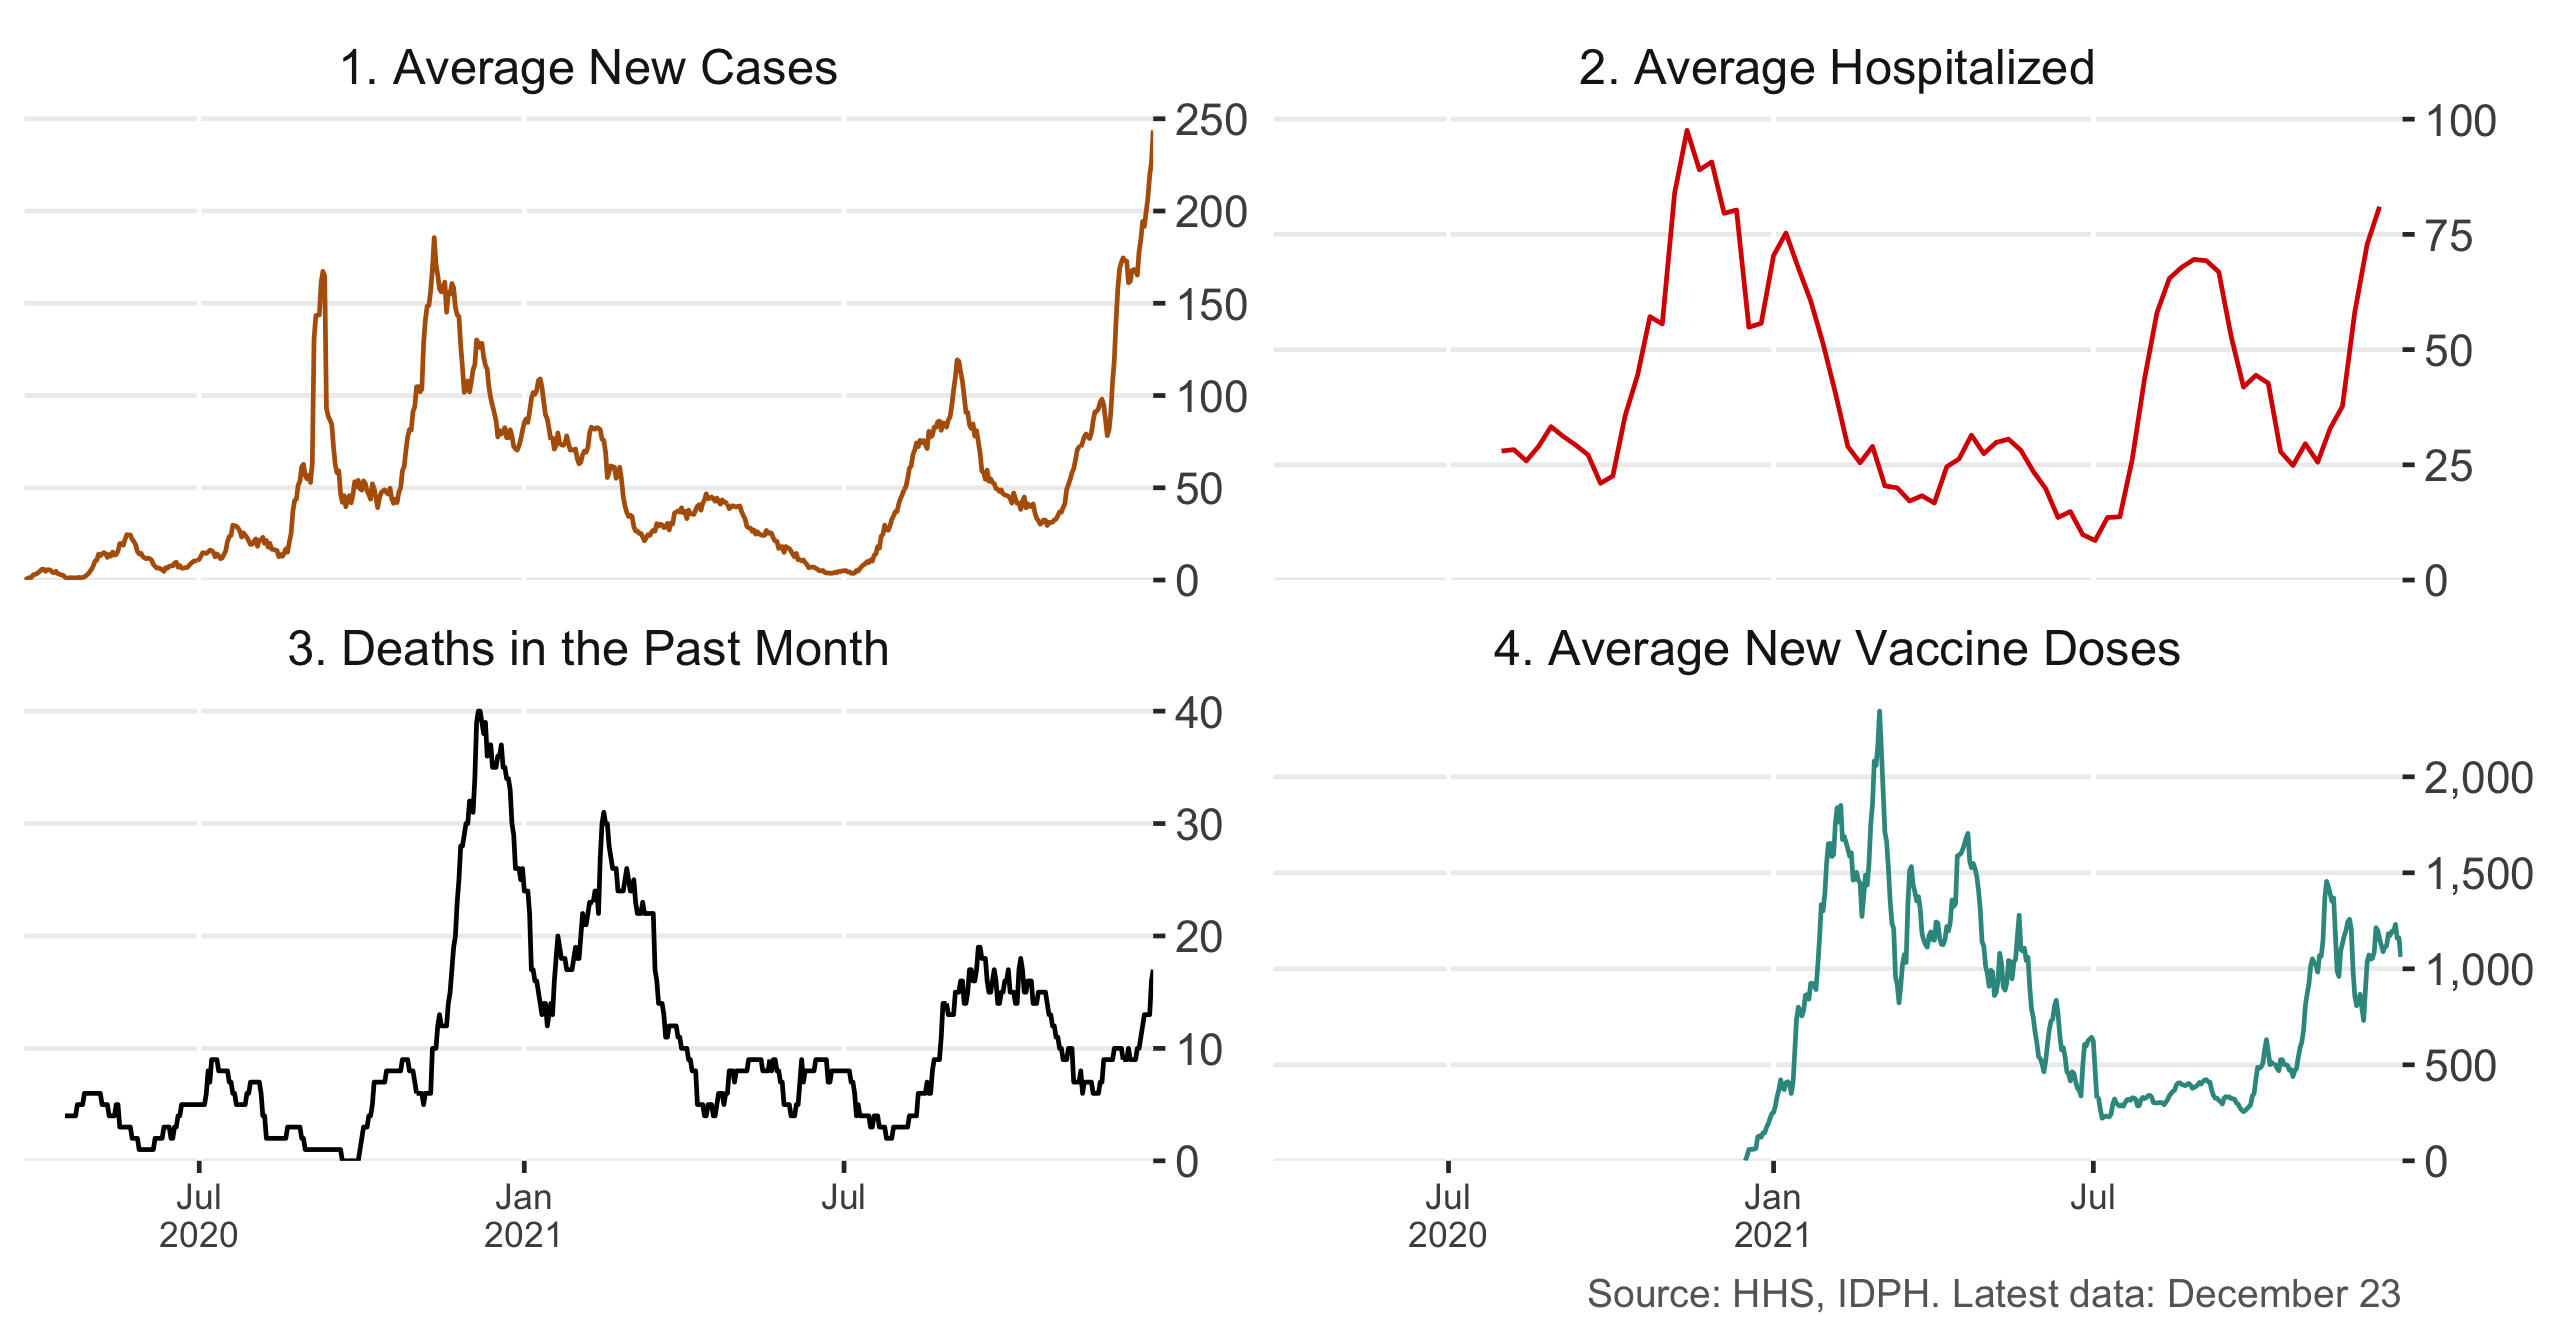 1. Average New Cases
250
200
150
100
50
0
2. Average Hospitalized
100
75
50
25
0
3. Deaths in the Past Month
40
30
20
10
0
Jul
2020
Jan
2021
Jul
4. Average New Vaccine Doses
2,000
1,500
1,000
500
0
Jul
2020
Jan
2021
Jul
Source: HHS, IDPH. Latest data: December 23